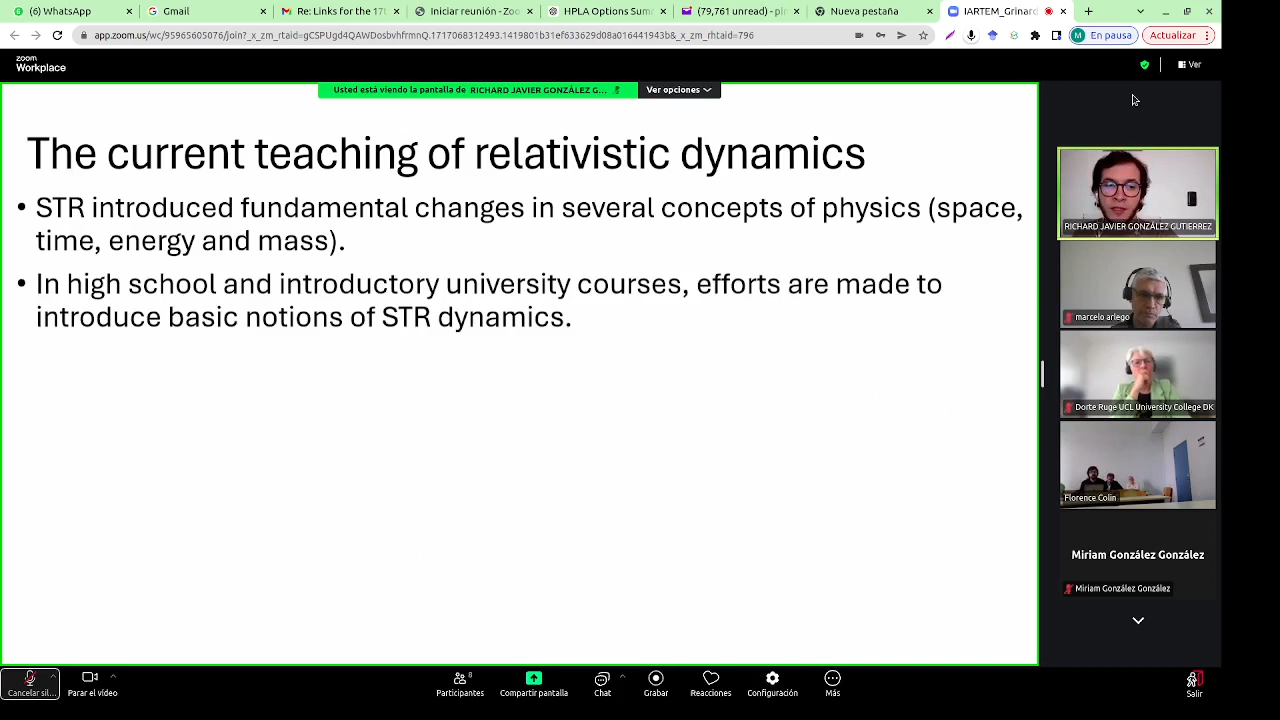 (6) WhatsApp
Gmail
Re: Links for the 17t
Iniciar reunión - Zoo
HPLA Options Sum
(79,761 unread) - pi
Nueva pestaña
IARTEM_Grinard
app.zoom.us/wc/95965605076/join?_x_zm_rtaid=gCSPUgd4QAWzCwvhfrmnQ.1717068312493.1419801b31ef633629d08a016441943b&_x_zm_rhtaid=796
M En pausa
Actualizar
zoom
Workplace
Ver
Usted está viendo la pantalla de RICHARD JAVIER GONZÁLEZ G...
Ver opciones
The current teaching of relativistic dynamics
• STR introduced fundamental changes in several concepts of physics (space,
time, energy and mass).
• In high school and introductory university courses, efforts are made to
introduce basic notions of STR dynamics.
RICHARD JAVIER GONZÁLEZ GUTIERREZ
marcelo arlego
Dorte Ruge UCL University College DK
Florence Colin
Miriam González González
Miriam González González
Cancelar sil...
Parar el vídeo
8
Participantes
Compartir pantalla
Chat
Grabar
Reacciones
Configuración
Más
Salir